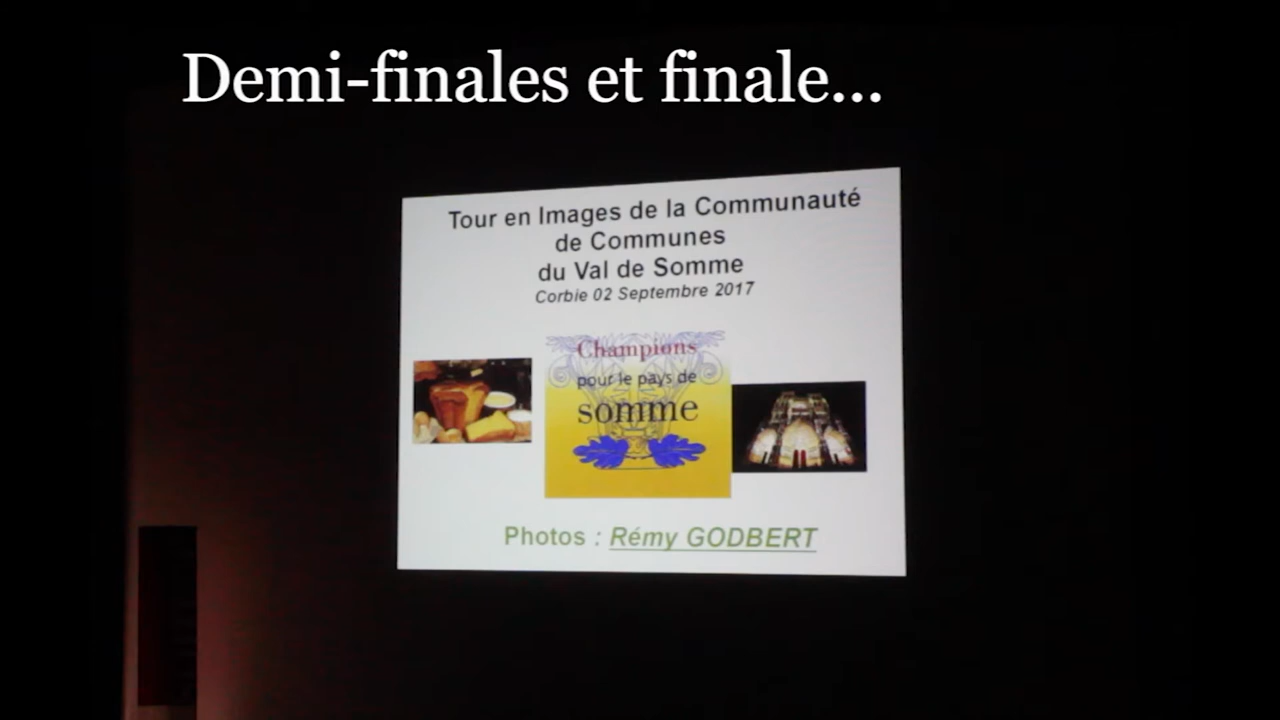 Demi-finales et finale...
Tour en Images de la Communauté
de Communes
du Val de Somme
Corbie 02 Septembre 2017
Champions
pour le pays de
somme
Photos : Rémy GODBERT